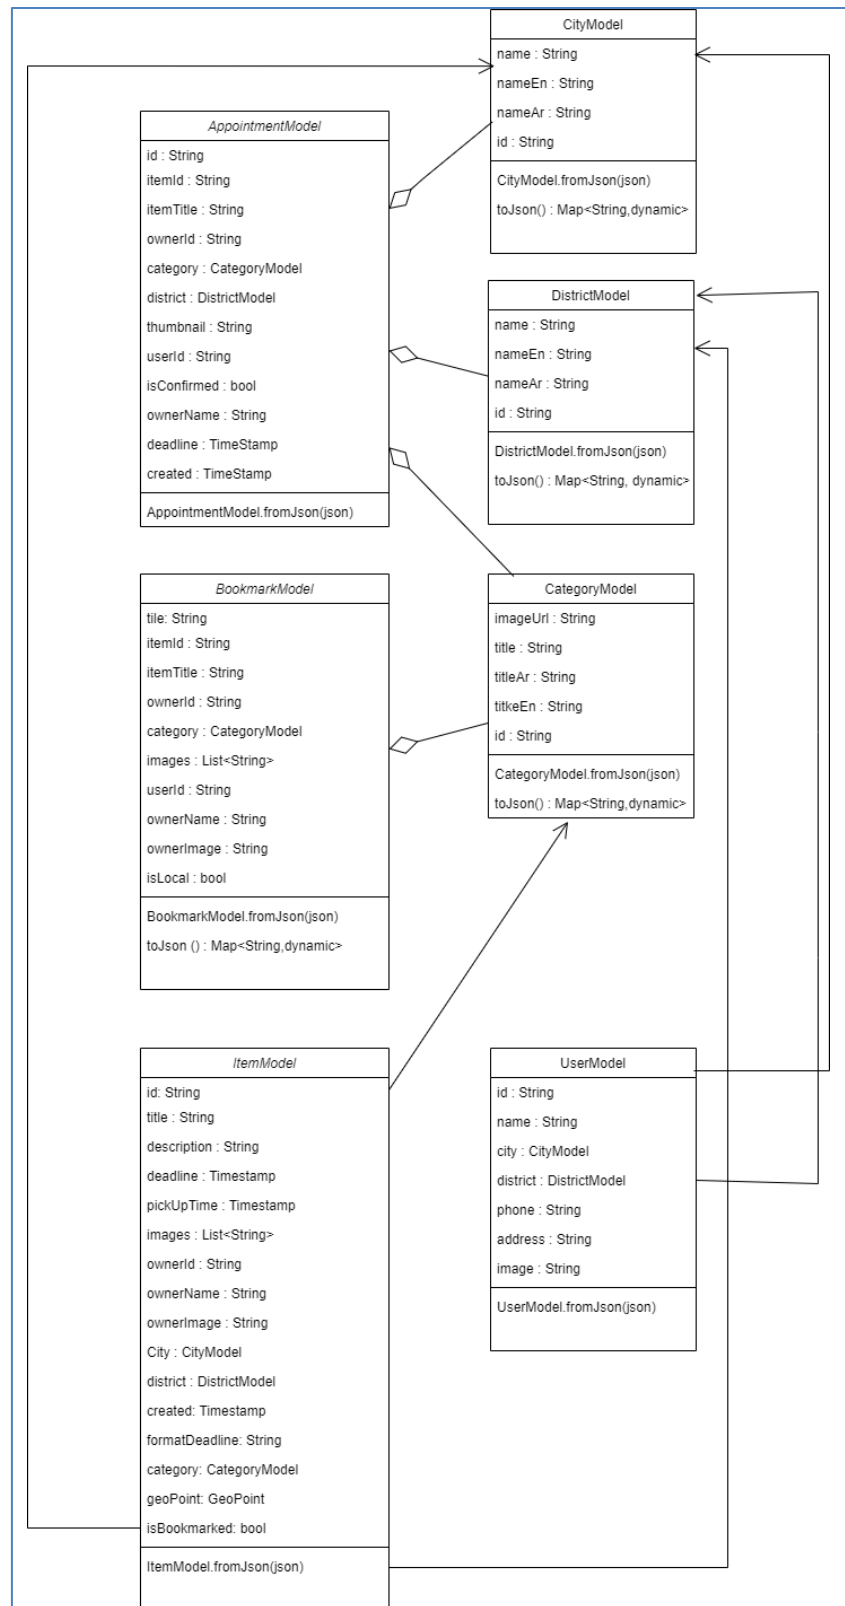 CityModel
name : String
nameEn : String
nameAr : String
id : String
CityModel.fromJson(json)
toJson() : Map<String,dynamic>
AppointmentModel
id : String
itemId : String
itemTitle : String
ownerId : String
category : CategoryModel
district : DistrictModel
thumbnail : String
userId : String
isConfirmed : bool
ownerName : String
deadline : TimeStamp
created : TimeStamp
AppointmentModel.fromJson(json)
DistrictModel
name : String
nameEn : String
nameAr : String
id : String
DistrictModel.fromJson(json)
toJson() : Map<String, dynamic>
BookmarkModel
tile: String
itemId : String
itemTitle : String
ownerId : String
category : CategoryModel
images : List<String>
userId : String
ownerName : String
ownerImage : String
isLocal : bool
BookmarkModel.fromJson(json)
toJson () : Map<String,dynamic>
CategoryModel
imageUrl : String
title : String
titleAr : String
titkeEn : String
id : String
CategoryModel.fromJson(json)
toJson() : Map<String,dynamic>
ItemModel
id: String
title : String
description : String
deadline : Timestamp
pickUpTime : Timestamp
images : List<String>
ownerId : String
ownerName : String
ownerImage : String
City : CityModel
district : DistrictModel
created: Timestamp
formatDeadline: String
category: CategoryModel
geoPoint: GeoPoint
isBookmarked: bool
ItemModel.fromJson(json)
UserModel
id : String
name : String
city : CityModel
district : DistrictModel
phone : String
address : String
image : String
UserModel.fromJson(json)